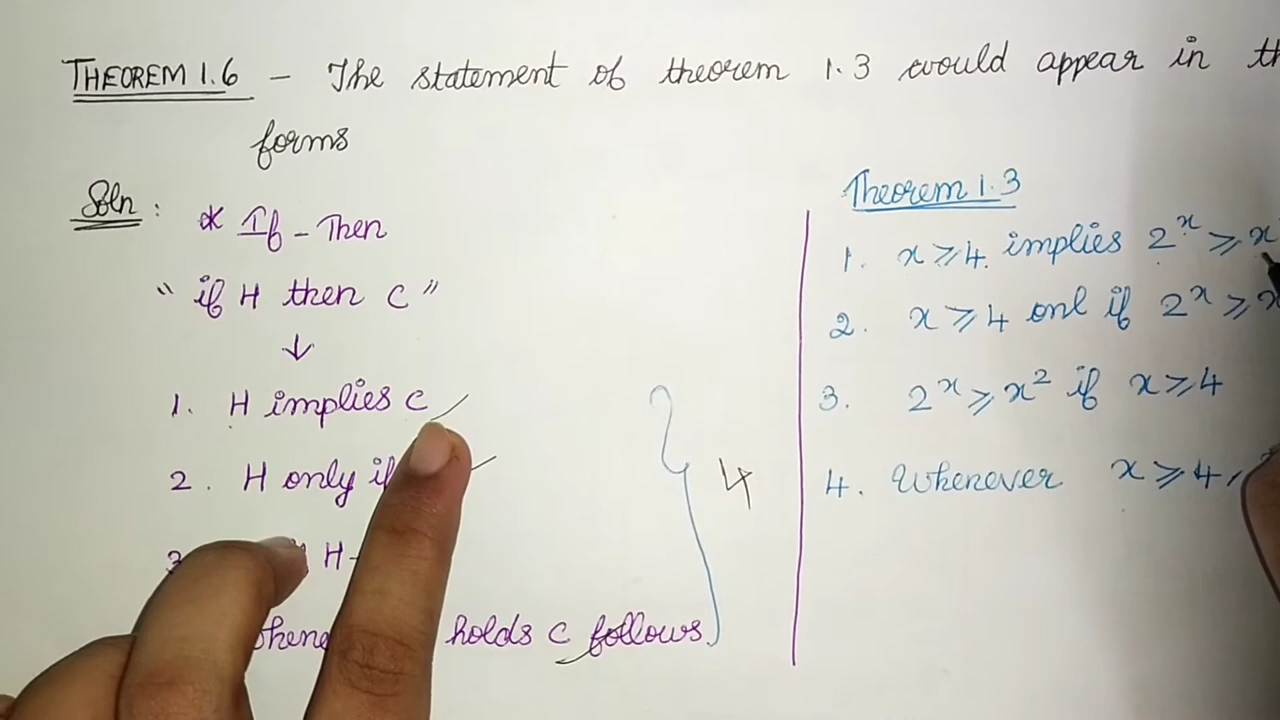 THEOREM 1.6 - The statement of theorem 1.3 would appear in
forms
Soln :
* If - Then
" if H then C "
↓
1. H implies C
2. H only if
3. H
holds C follows.
4
Theorem 1.3
1. x ≥ 4 implies 2^x ≥ x
2. x ≥ 4 onl if 2^x ≥ x
3. 2^x ≥ x^2 if x ≥ 4
4. Whenever x ≥ 4,